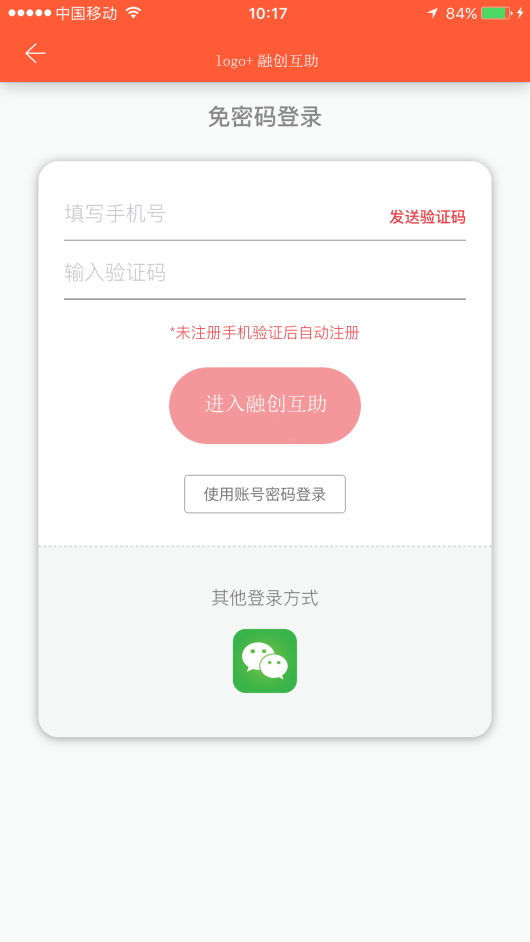 中国移动 10:17 84%
logo+ 融创互助
免密码登录
填写手机号 发送验证码
输入验证码
*未注册手机验证后自动注册
进入融创互助
使用账号密码登录
其他登录方式